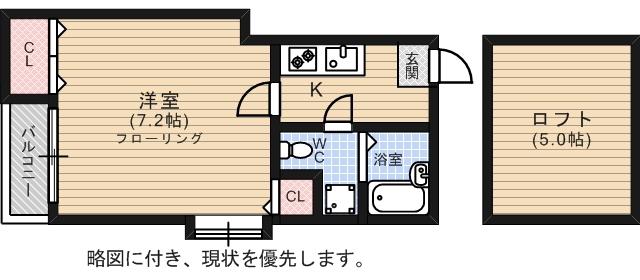 CL
洋室
(7.2帖)
フローリング
バルコニー
K
玄関
WC
浴室
CL
ロフト
(5.0帖)
略図に付き、現状を優先します。